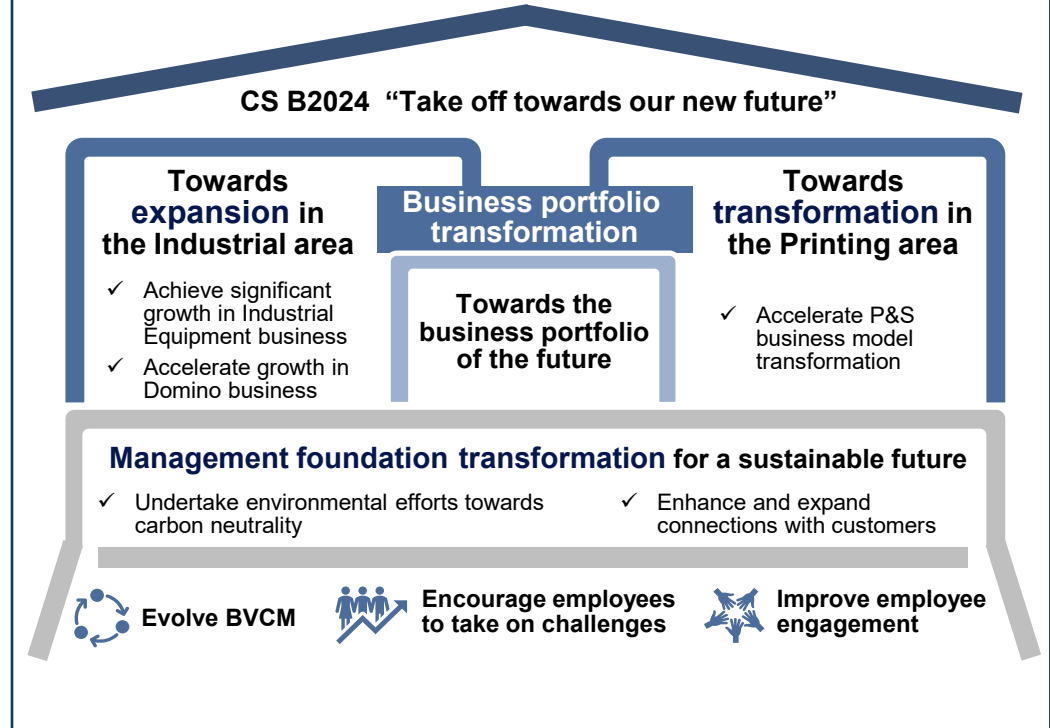 CS B2024 “Take off towards our new future”
Towards
expansion in
the Industrial area
✓ Achieve significant
growth in Industrial
Equipment business
✓ Accelerate growth in
Domino business
Business portfolio
transformation
Towards the
business portfolio
of the future
Towards
transformation in
the Printing area
✓ Accelerate P&S
business model
transformation
Management foundation transformation for a sustainable future
✓ Undertake environmental efforts towards
carbon neutrality
✓ Enhance and expand
connections with customers
Evolve BVCM
Encourage employees
to take on challenges
Improve employee
engagement